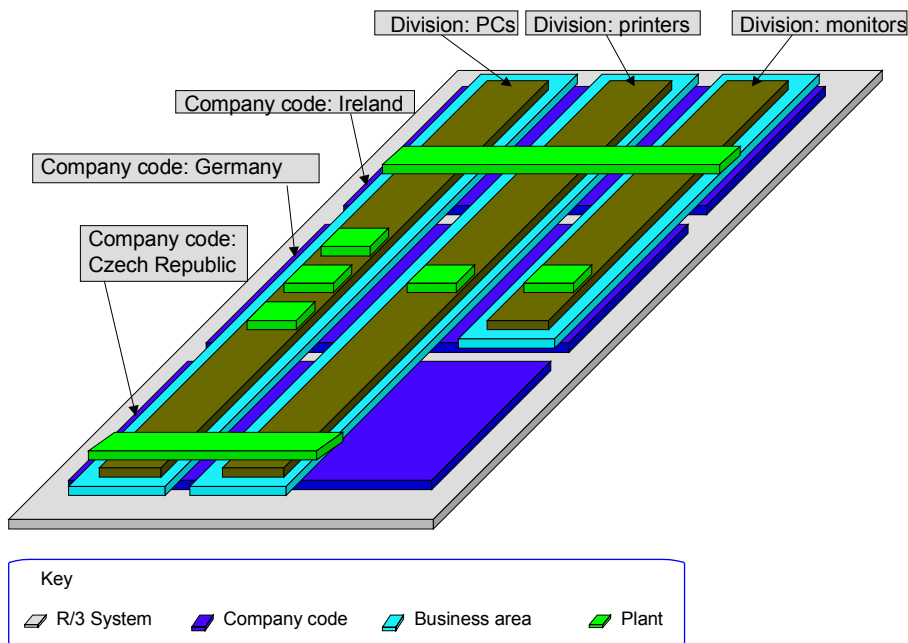 Division: PCs
Division: printers
Division: monitors
Company code: Ireland
Company code: Germany
Company code:
Czech Republic
Key
R/3 System
Company code
Business area
Plant